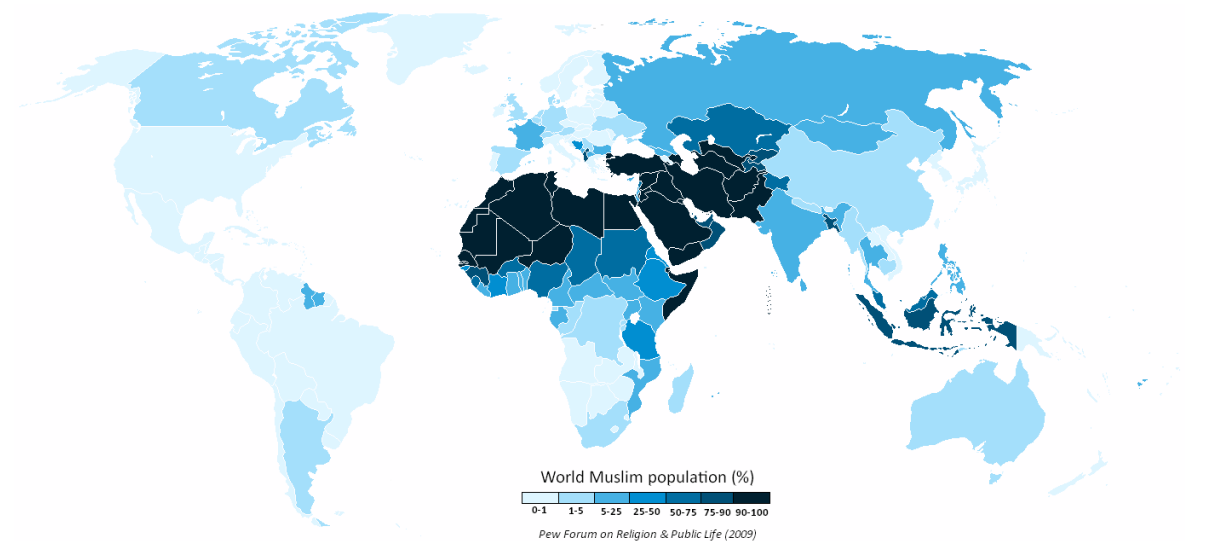 World Muslim population (%)
0-1 1-5 5-25 25-50 50-75 75-90 90-100
Pew Forum on Religion & Public Life (2009)